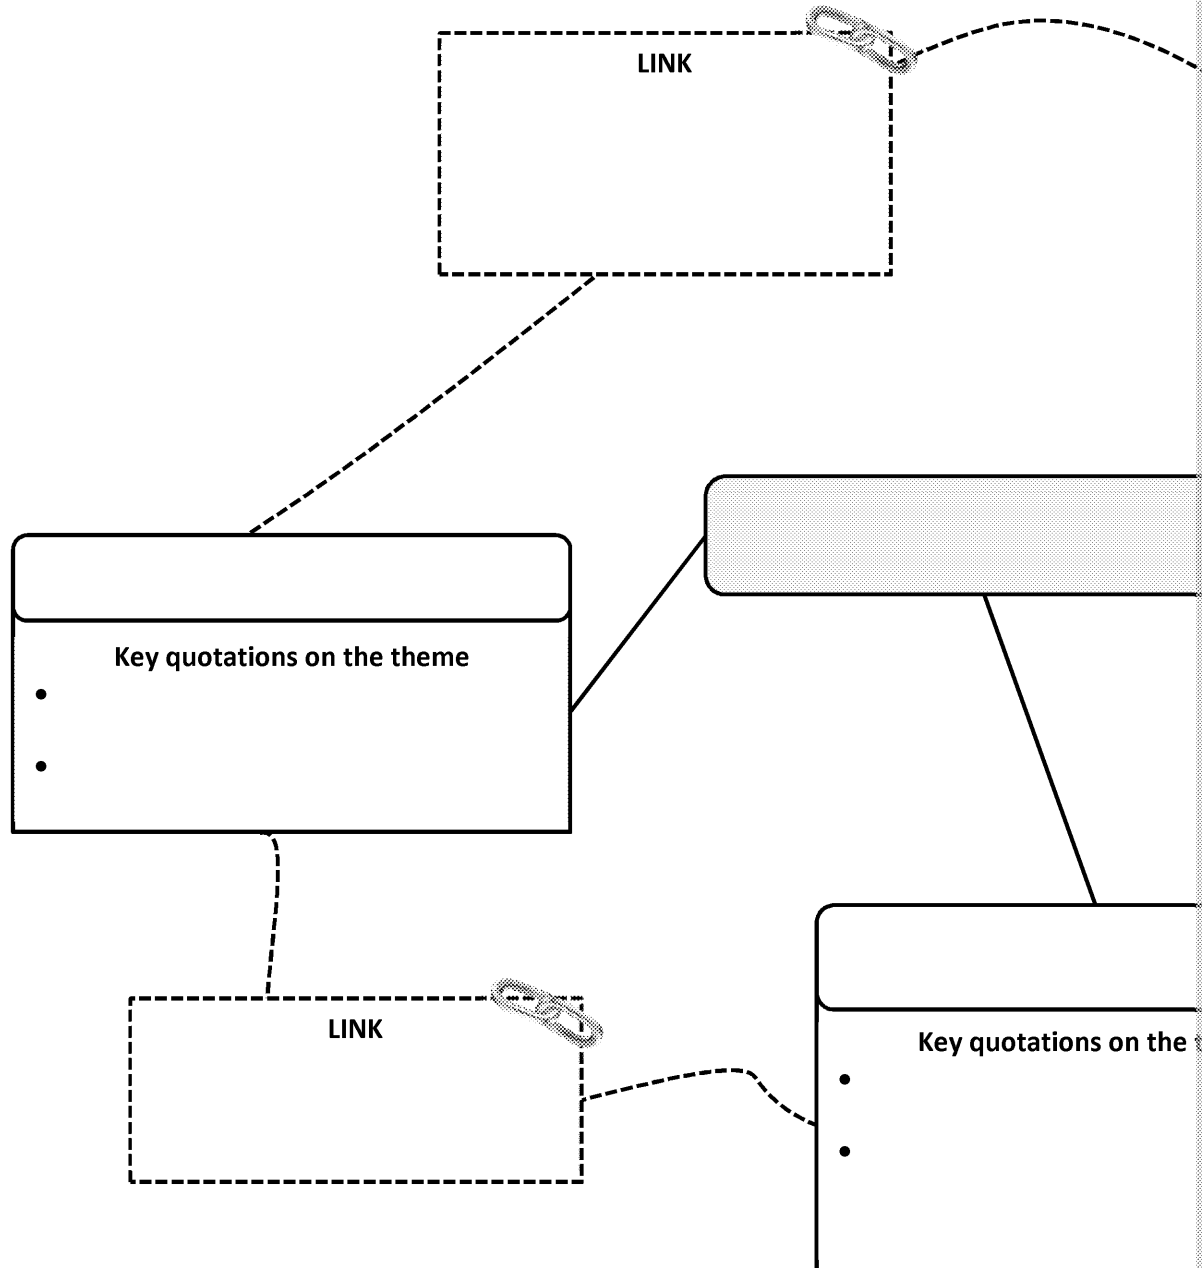 LINK
Key quotations on the theme
•
•
LINK
Key quotations on the
•
•